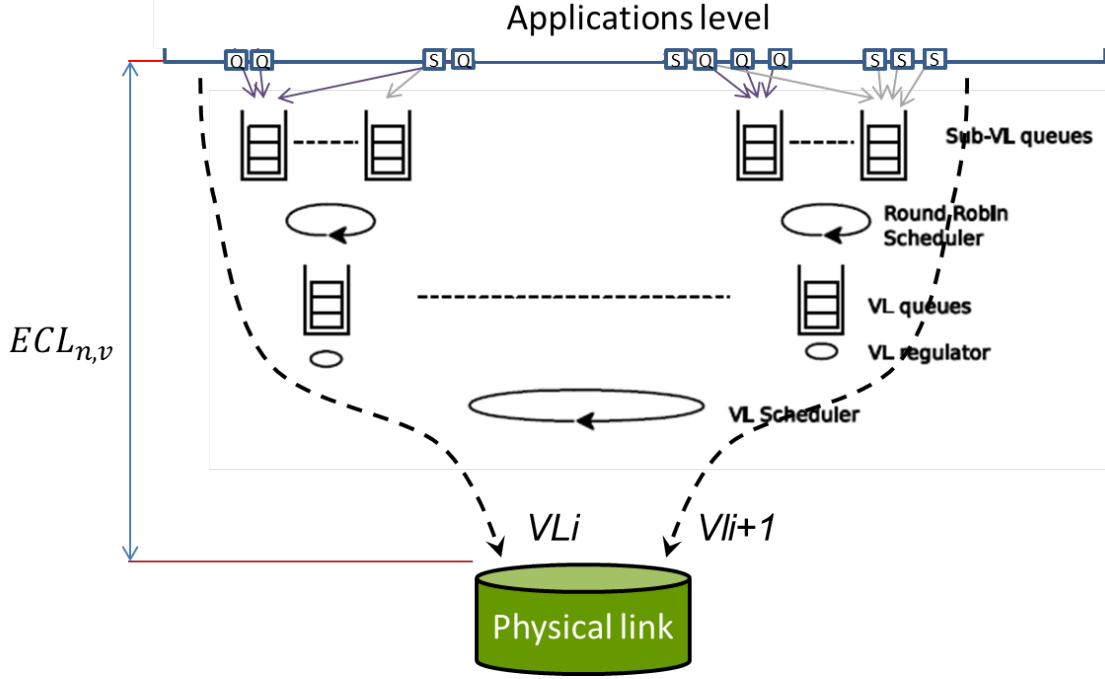 Applications level
Q Q S Q S Q Q Q S S S
Sub-VL queues
Round Robin
Scheduler
VL queues
ECLn,v
VL regulator
VL Scheduler
VLi Vli+1
Physical link